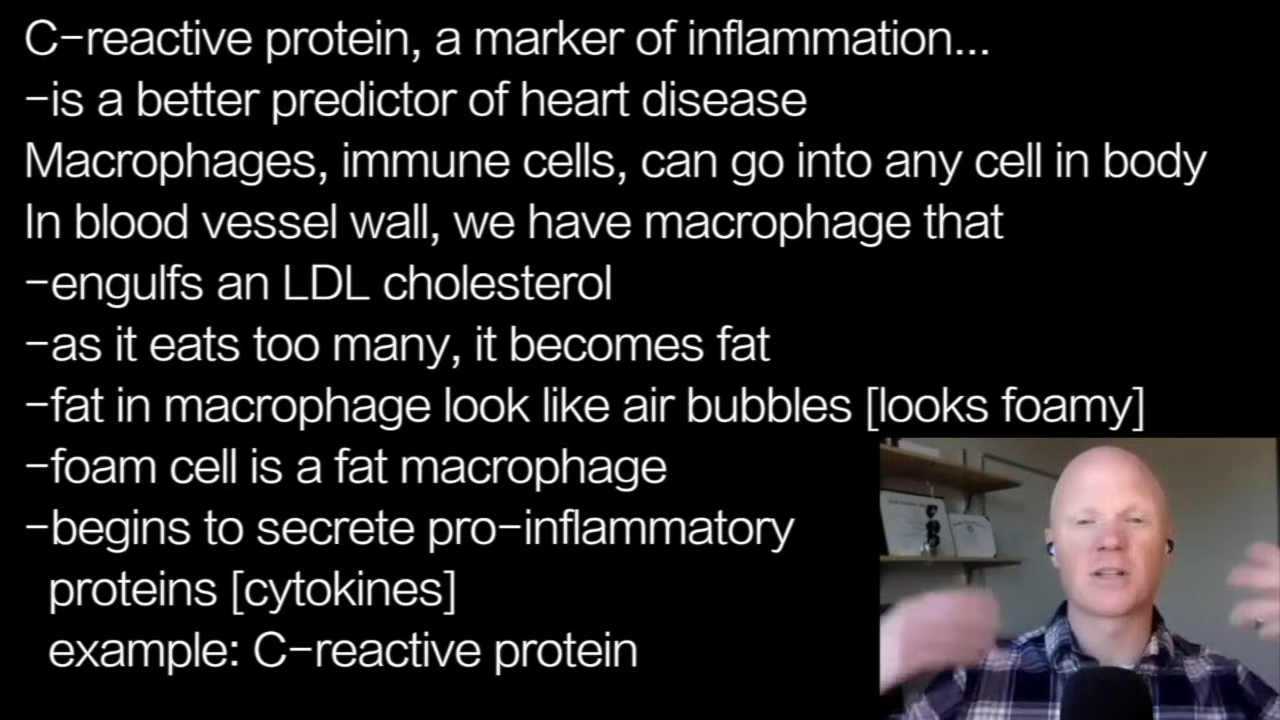 C-reactive protein, a marker of inflammation...
-is a better predictor of heart disease
Macrophages, immune cells, can go into any cell in body
In blood vessel wall, we have macrophage that
-engulfs an LDL cholesterol
-as it eats too many, it becomes fat
-fat in macrophage look like air bubbles [looks foamy]
-foam cell is a fat macrophage
-begins to secrete pro-inflammatory
proteins [cytokines]
example: C-reactive protein